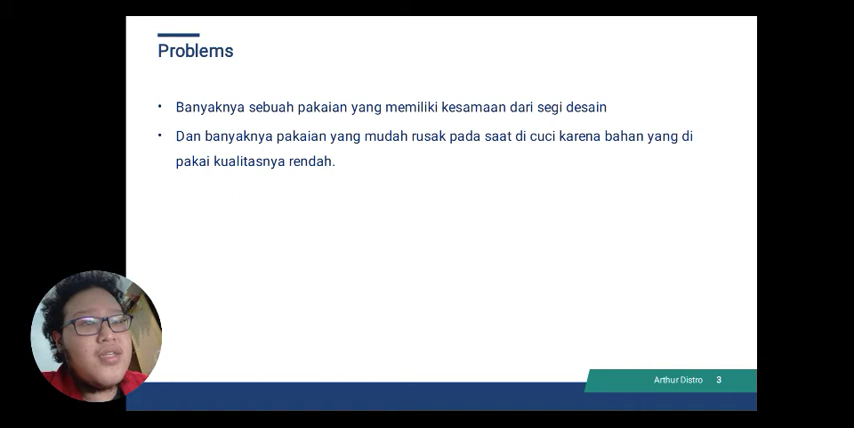 Problems
• Banyaknya sebuah pakaian yang memiliki kesamaan dari segi desain
• Dan banyaknya pakaian yang mudah rusak pada saat di cuci karena bahan yang di
pakai kualitasnya rendah.
Arthur Distro 3